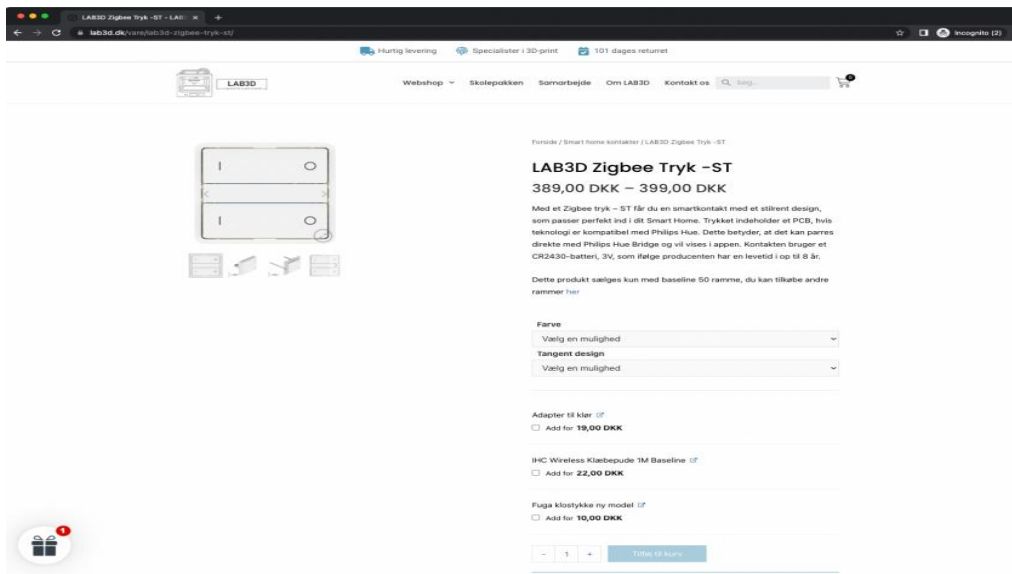 LAB3D Zigbee Tryk -ST - LAB
lab3d.dk/vare/lab3d-zigbee-tryk-st/
Incognito (2)
Hurtig levering
Specialister i 3D-print
101 dages returret
LAB3D
Webshop
Skolepakken
Samarbejde
Om LAB3D
Kontakt os
Søg...
0
Forside / Smart home kontakter / LAB3D Zigbee Tryk -ST
LAB3D Zigbee Tryk -ST
389,00 DKK – 399,00 DKK
Med et Zigbee tryk – ST får du en smartkontakt med et stilrent design,
som passer perfekt ind i dit Smart Home. Trykket indeholder et PCB, hvis
teknologi er kompatibel med Philips Hue. Dette betyder, at det kan parres
direkte med Philips Hue Bridge og vil vises i appen. Kontakten bruger et
CR2430-batteri, 3V, som ifølge producenten har en levetid i op til 8 år.
Dette produkt sælges kun med baseline 50 ramme, du kan tilkøbe andre
rammer her
Farve
Vælg en mulighed
Tangent design
Vælg en mulighed
Adapter til klør
Add for 19,00 DKK
IHC Wireless Klæbepude 1M Baseline
Add for 22,00 DKK
Fuga klostykke ny model
Add for 10,00 DKK
- 1 +
Tilføj til kurv
1